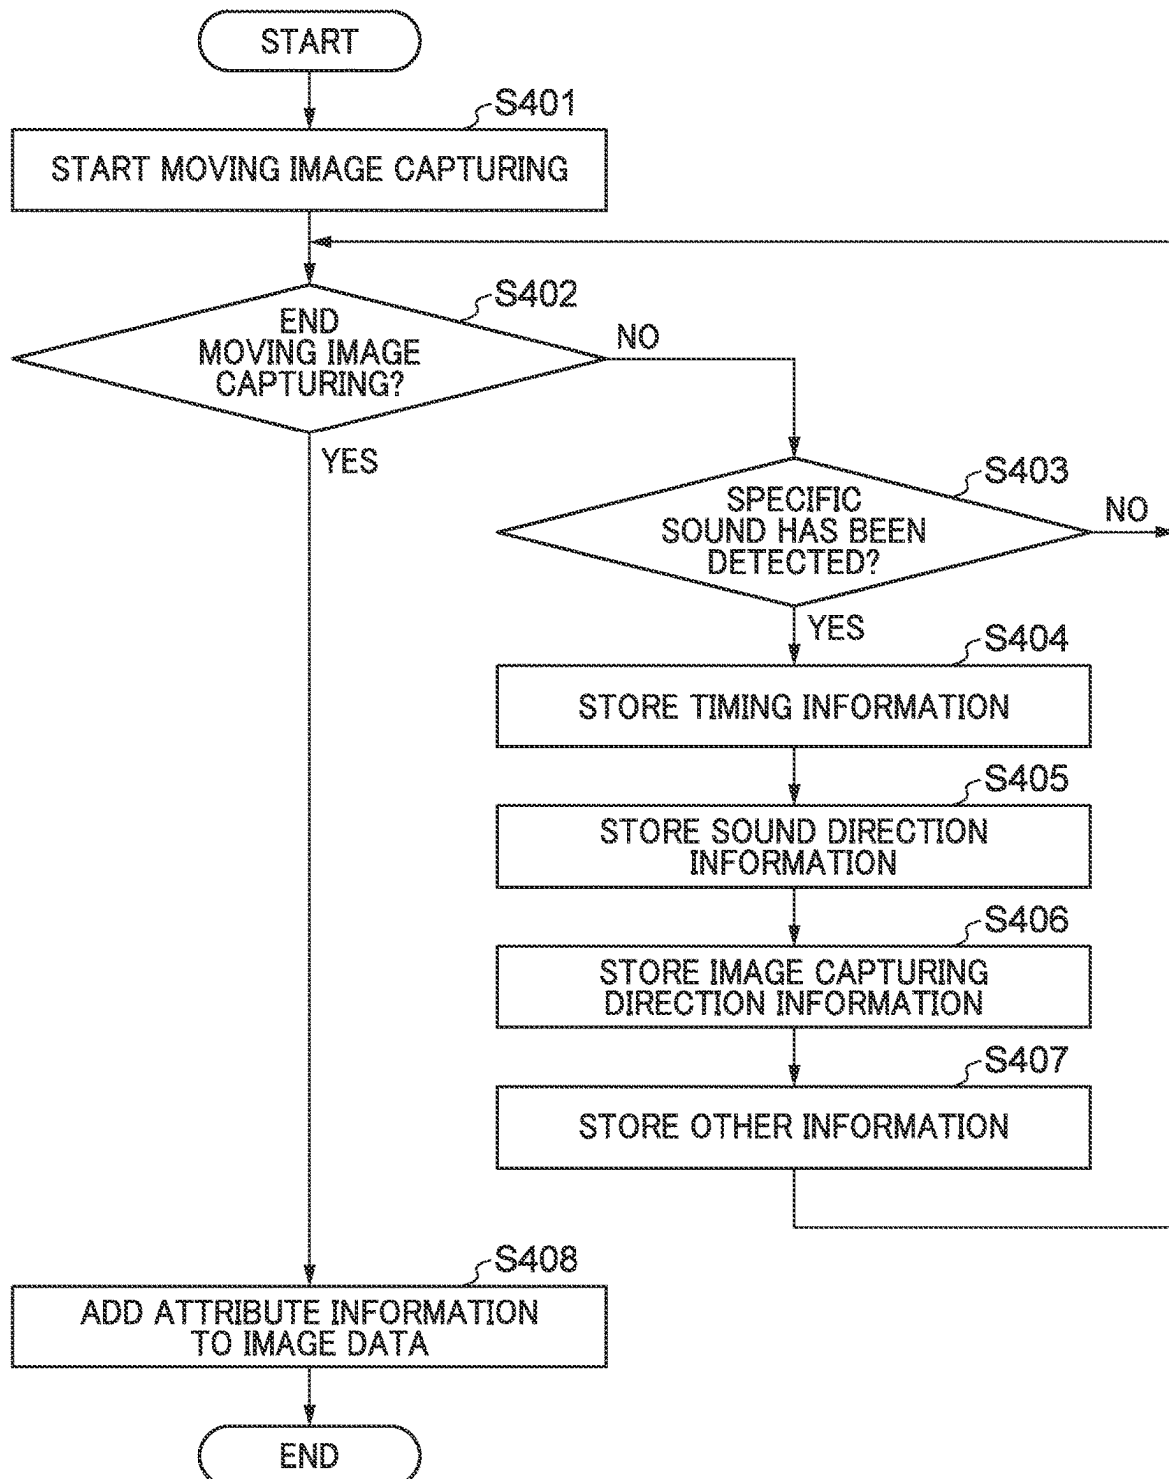 START
S401
START MOVING IMAGE CAPTURING
S402
END
MOVING IMAGE
CAPTURING?
NO
YES
S403
SPECIFIC
SOUND HAS BEEN
DETECTED?
NO
YES
S404
STORE TIMING INFORMATION
S405
STORE SOUND DIRECTION
INFORMATION
S406
STORE IMAGE CAPTURING
DIRECTION INFORMATION
S407
STORE OTHER INFORMATION
S408
ADD ATTRIBUTE INFORMATION
TO IMAGE DATA
END